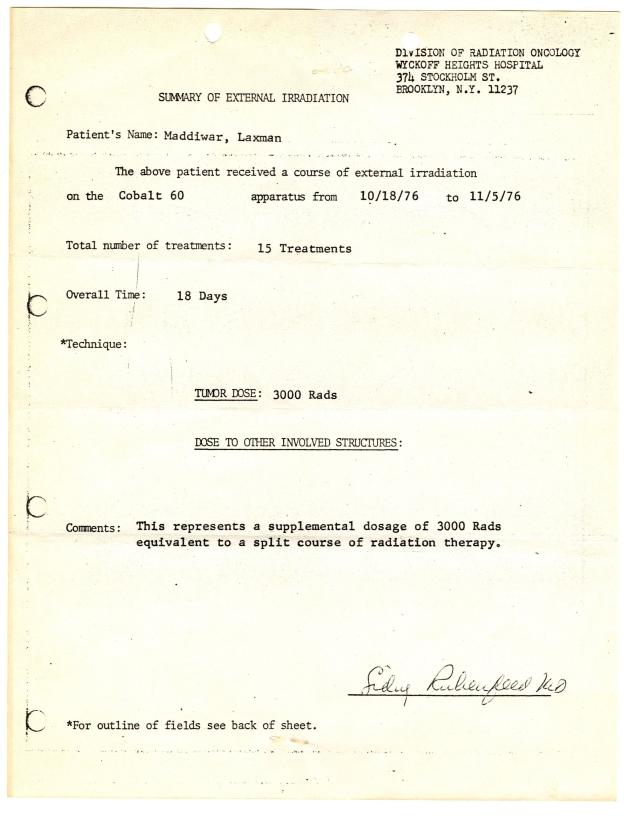 DIVISION OF RADIATION ONCOLOGY
WYCKOFF HEIGHTS HOSPITAL
374 STOCKHOLM ST.
BROOKLYN, N.Y. 11237
SUMMARY OF EXTERNAL IRRADIATION
Patient's Name: Maddiwar, Laxman
The above patient received a course of external irradiation
on the Cobalt 60 apparatus from 10/18/76 to 11/5/76
Total number of treatments: 15 Treatments
Overall Time: 18 Days
*Technique:
TUMOR DOSE: 3000 Rads
DOSE TO OTHER INVOLVED STRUCTURES:
Comments: This represents a supplemental dosage of 3000 Rads
equivalent to a split course of radiation therapy.
MD
*For outline of fields see back of sheet.